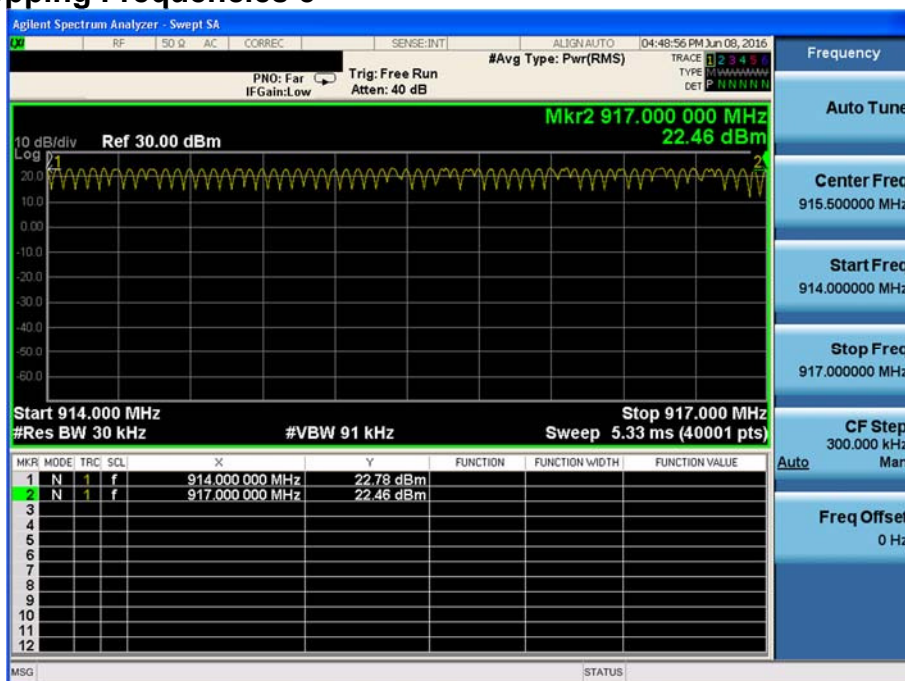 pping Frequencies 3
Agilent Spectrum Analyzer - Swept SA
RF 50 Ω AC CORREC SENSE:INT ALIGN AUTO 04:48:56 PM Jun 08, 2016
#Avg Type: Pwr(RMS)
TRACE 1 2 3 4 5 6
TYPE M
DET P N N N N N
PNO: Far
IFGain:Low
Trig: Free Run
Atten: 40 dB
Mkr2 917.000 000 MHz
22.46 dBm
10 dB/div
Log
Ref 30.00 dBm
1
2
20.0
10.0
0.00
-10.0
-20.0
-30.0
-40.0
-50.0
-60.0
Start 914.000 MHz
Stop 917.000 MHz
#Res BW 30 kHz
#VBW 91 kHz
Sweep 5.33 ms (40001 pts)
MKR MODE TRC SCL X Y FUNCTION FUNCTION WIDTH FUNCTION VALUE
1 N 1 f 914.000 000 MHz 22.78 dBm
2 N 1 f 917.000 000 MHz 22.46 dBm
3
4
5
6
7
8
9
10
11
12
MSG
STATUS
Frequency
Auto Tune
Center Freq
915.500000 MHz
Start Freq
914.000000 MHz
Stop Freq
917.000000 MHz
CF Step
300.000 kHz
Auto Man
Freq Offset
0 Hz